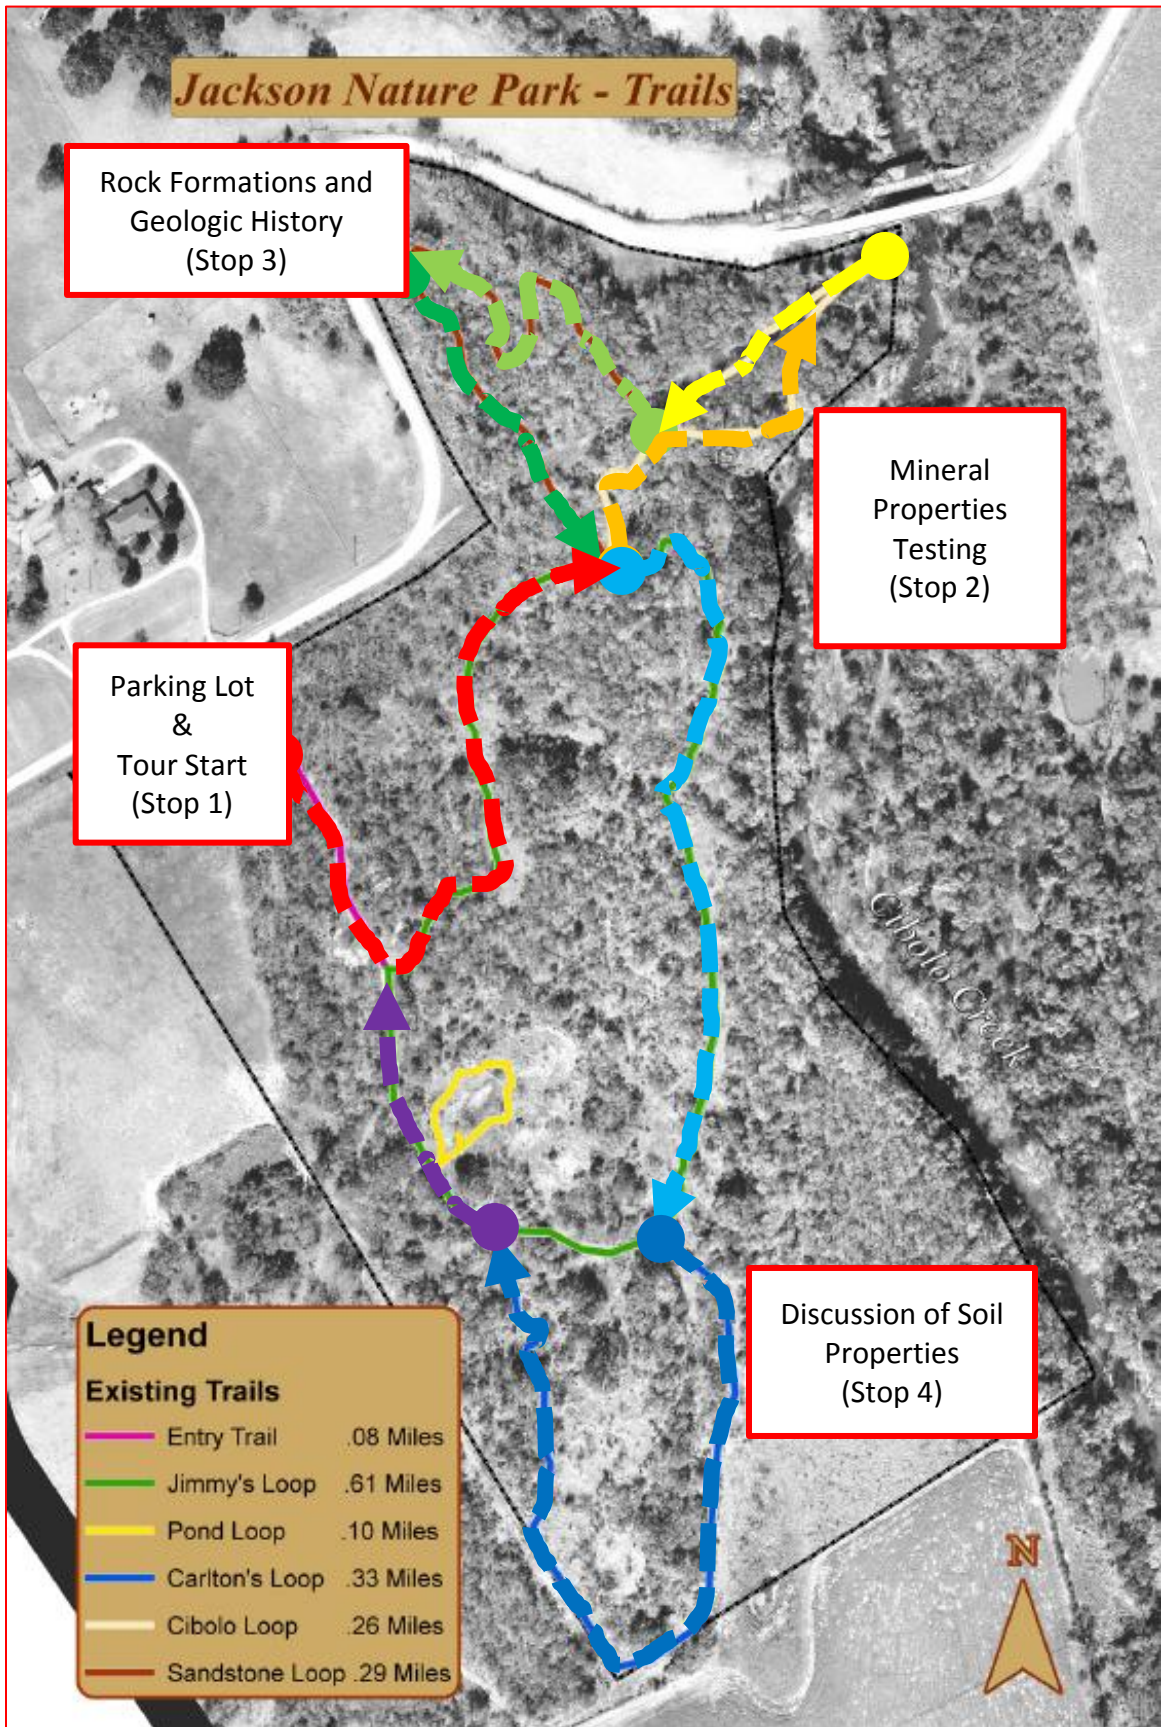 Jackson Nature Park - Trails
Rock Formations and
Geologic History
(Stop 3)
Mineral
Properties
Testing
(Stop 2)
Parking Lot
&
Tour Start
(Stop 1)
Cibolo Creek
Discussion of Soil
Properties
(Stop 4)
Legend
Existing Trails
Entry Trail .08 Miles
Jimmy's Loop .61 Miles
Pond Loop .10 Miles
Carlton's Loop .33 Miles
Cibolo Loop .26 Miles
Sandstone Loop .29 Miles
N